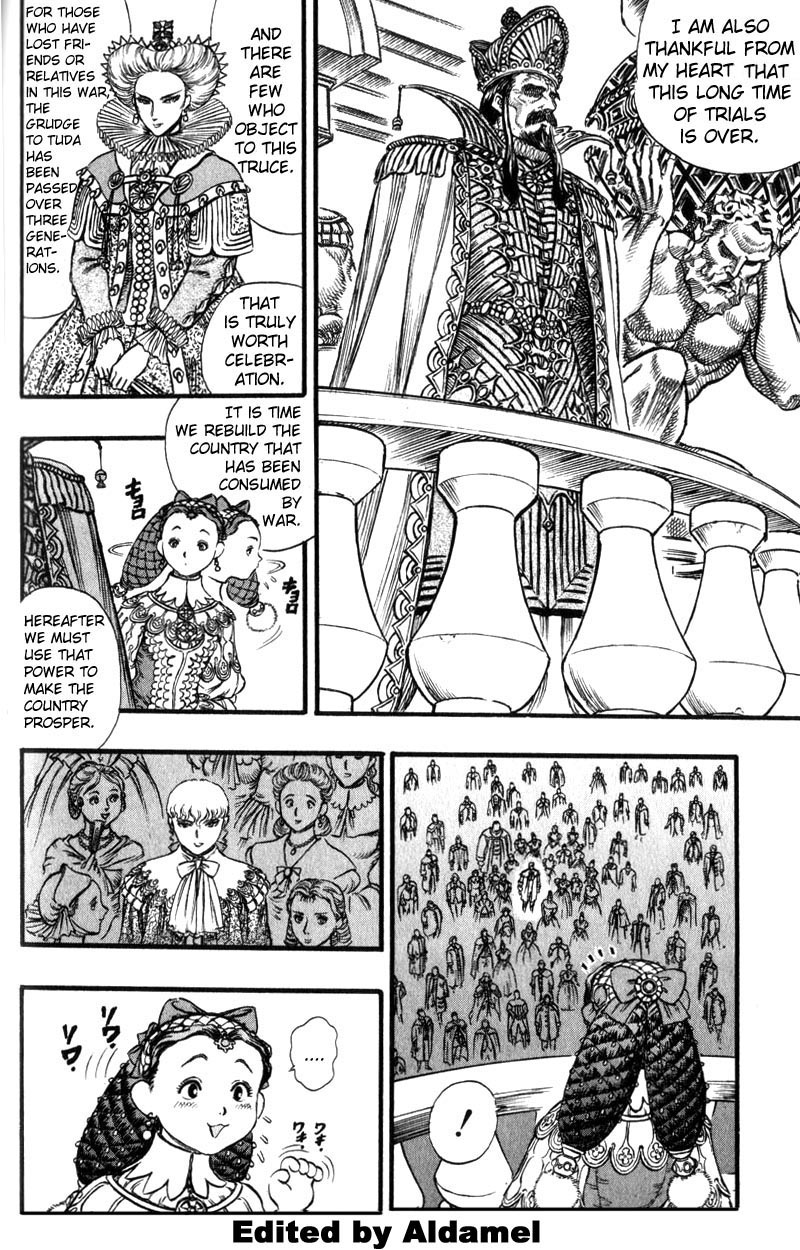 I AM ALSO
THANKFUL FROM
MY HEART THAT
THIS LONG TIME
OF TRIALS
IS OVER.
AND
THERE
ARE
FEW
WHO
OBJECT
TO THIS
TRUCE.
FOR THOSE
WHO HAVE
LOST FRI-
ENDS OR
RELATIVES
IN THIS WAR,
THE
GRUDGE
TO TUDA
HAS
BEEN
PASSED
OVER
THREE
GENE-
RAT-
IONS.
THAT
IS TRULY
WORTH
CELEBR-
ATION.
IT IS TIME
WE REBUILD THE
COUNTRY THAT
HAS BEEN
CONSUMED
BY
WAR.
キョロ
キョロ
HEREAFTER
WE MUST
USE THAT
POWER TO
MAKE THE
COUNTRY
PROSPER.
!
....
ソワ
ソワ
ワキ
ワキ
Edited by Aldamel